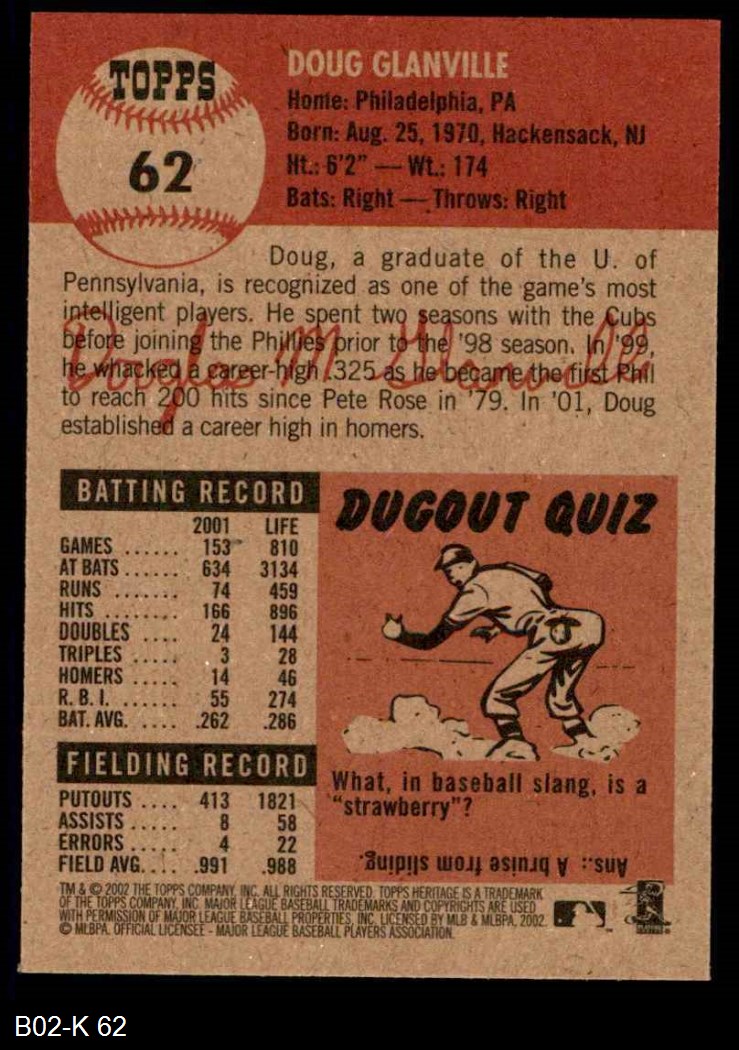 TOPPS
62
DOUG GLANVILLE
Home: Philadelphia, PA
Born: Aug. 25, 1970, Hackensack, NJ
Ht.: 6'2" — Wt.: 174
Bats: Right — Throws: Right
Doug, a graduate of the U. of
Pennsylvania, is recognized as one of the game's most
intelligent players. He spent two seasons with the Cubs
before joining the Phillies prior to the '98 season. In '99,
he whacked a career-high .325 as he became the first Phil
to reach 200 hits since Pete Rose in '79. In '01, Doug
established a career high in homers.
Douglas M Glanville
BATTING RECORD
2001 LIFE
GAMES ...... 153 810
AT BATS ...... 634 3134
RUNS ...... 74 459
HITS ........ 166 896
DOUBLES .... 24 144
TRIPLES ..... 3 28
HOMERS ..... 14 46
R. B. I. ...... 55 274
BAT. AVG. .... .262 .286
FIELDING RECORD
PUTOUTS .... 413 1821
ASSISTS ..... 8 58
ERRORS ..... 4 22
FIELD AVG.... .991 .988
DUGOUT QUIZ
What, in baseball slang, is a
"strawberry"?
Ans.: A bruise from sliding.
TM & © 2002 THE TOPPS COMPANY, INC. ALL RIGHTS RESERVED. TOPPS HERITAGE IS A TRADEMARK
OF THE TOPPS COMPANY, INC. MAJOR LEAGUE BASEBALL TRADEMARKS AND COPYRIGHTS ARE USED
WITH PERMISSION OF MAJOR LEAGUE BASEBALL PROPERTIES, INC. LICENSED BY MLB & MLBPA, 2002.
© MLBPA. OFFICIAL LICENSEE - MAJOR LEAGUE BASEBALL PLAYERS ASSOCIATION.
B02-K 62